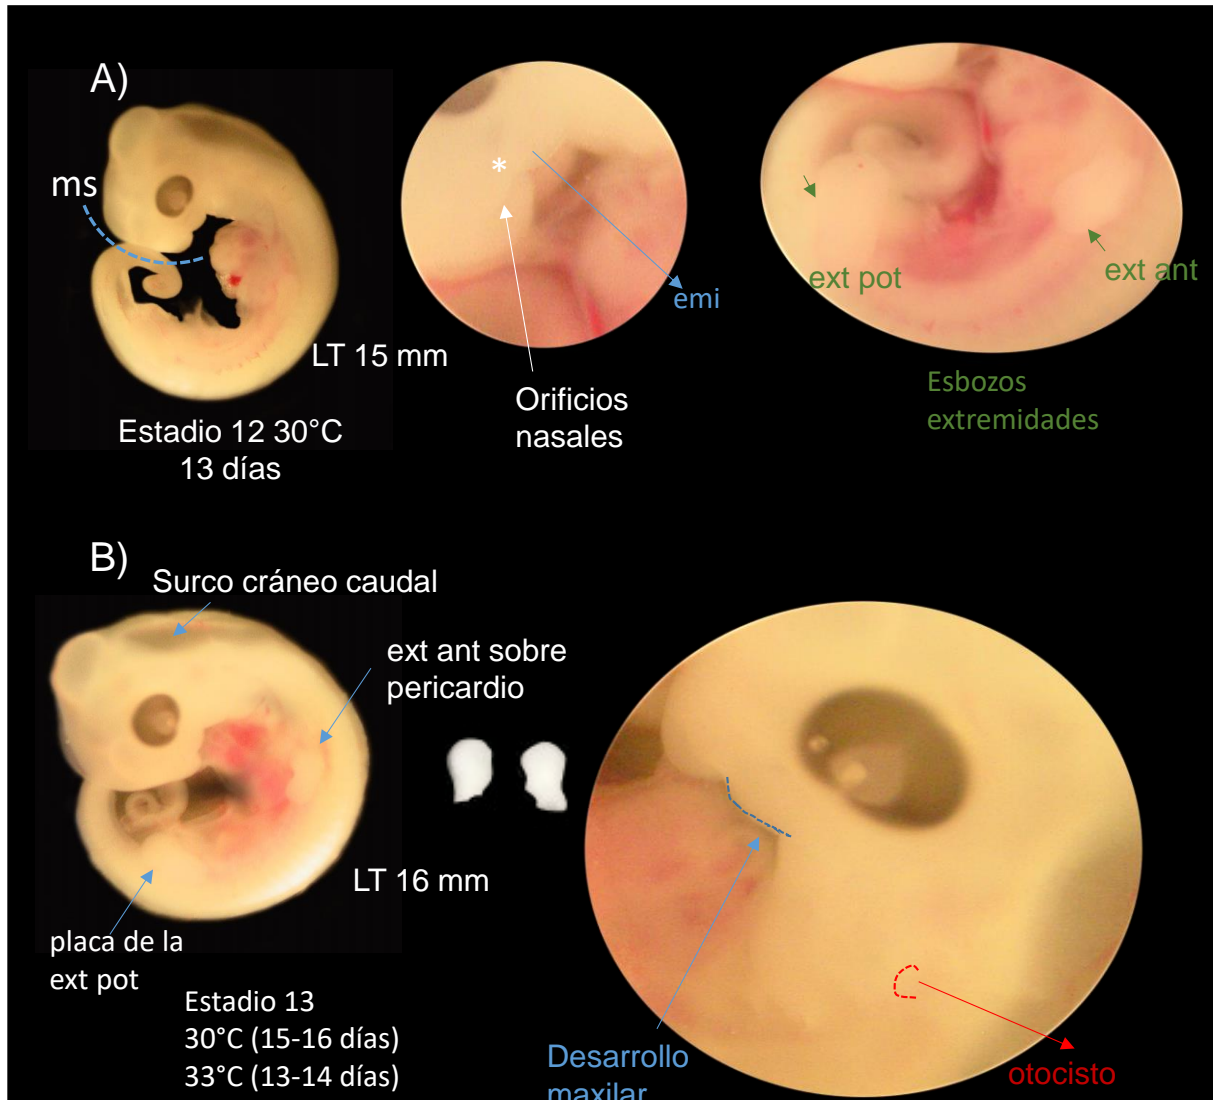 A)
ms
*
emi
ext pot
ext ant
LT 15 mm
Orificios
nasales
Esbozos
extremidades
Estadio 12 30°C
13 días
B)
Surco cráneo caudal
ext ant sobre
pericardio
LT 16 mm
placa de la
ext pot
Estadio 13
30°C (15-16 días)
33°C (13-14 días)
Desarrollo
maxilar
otocisto